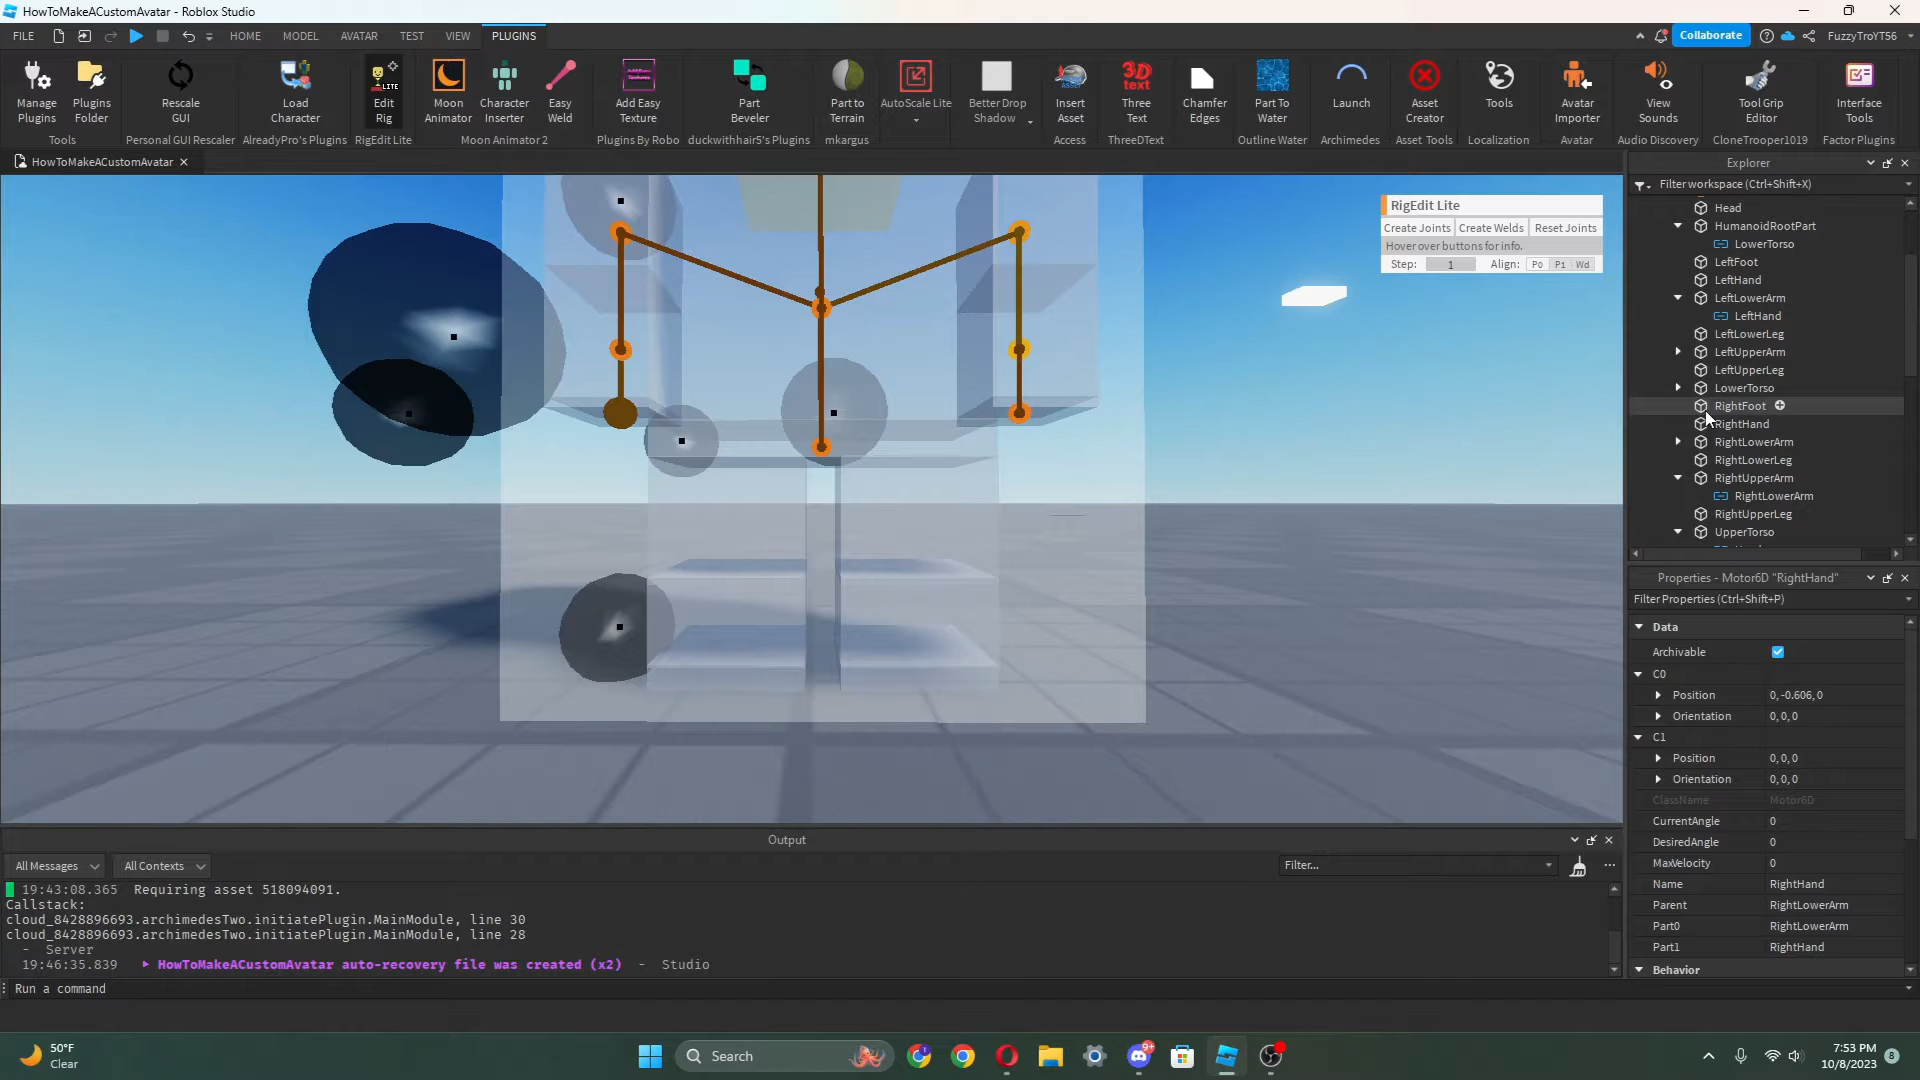 HowToMakeACustomAvatar - Roblox Studio
FILE HOME MODEL AVATAR TEST VIEW PLUGINS Collaborate FuzzyTroYT56
Manage Plugins
Plugins Folder
Rescale GUI
Load Character
LITE Edit Rig
Moon Animator
Character Inserter
Easy Weld
Add Easy Texture
Part Beveler
Part to Terrain
AutoScale Lite
Better Drop Shadow
Insert Asset
3D text Three Text
Chamfer Edges
Part To Water
Launch
Asset Creator
Tools
Avatar Importer
View Sounds
Tool Grip Editor
Interface Tools
Tools Personal GUI Rescaler AlreadyPro's Plugins RigEdit Lite Moon Animator 2 Plugins By Robo duckwithhair5's Plugins mkargus Access ThreeDText Outline Water Archimedes Asset Tools Localization Avatar Audio Discovery CloneTrooper1019 Factor Plugins
HowToMakeACustomAvatar
RigEdit Lite
Create Joints Create Welds Reset Joints
Hover over buttons for info.
Step: 1 Align: P0 P1 Wd
Explorer
Filter workspace (Ctrl+Shift+X)
Head
HumanoidRootPart
LowerTorso
LeftFoot
LeftHand
LeftLowerArm
LeftHand
LeftLowerLeg
LeftUpperArm
LeftUpperLeg
LowerTorso
RightFoot
RightHand
RightLowerArm
RightLowerLeg
RightUpperArm
RightLowerArm
RightUpperLeg
UpperTorso
Properties - Motor6D "RightHand"
Filter Properties (Ctrl+Shift+P)
Data
Archivable
C0
Position 0, -0.606, 0
Orientation 0, 0, 0
C1
Position 0, 0, 0
Orientation 0, 0, 0
ClassName Motor6D
CurrentAngle 0
DesiredAngle 0
MaxVelocity 0
Name RightHand
Parent RightLowerArm
Part0 RightLowerArm
Part1 RightHand
Behavior
Output
All Messages All Contexts Filter...
19:43:08.365 Requiring asset 518094091.
Callstack:
cloud_8428896693.archimedesTwo.initiatePlugin.MainModule, line 30
cloud_8428896693.archimedesTwo.initiatePlugin.MainModule, line 28
- Server
19:46:35.839 HowToMakeACustomAvatar auto-recovery file was created (x2) - Studio
Run a command
50°F
Clear
Search
9+
7:53 PM
10/8/2023
8